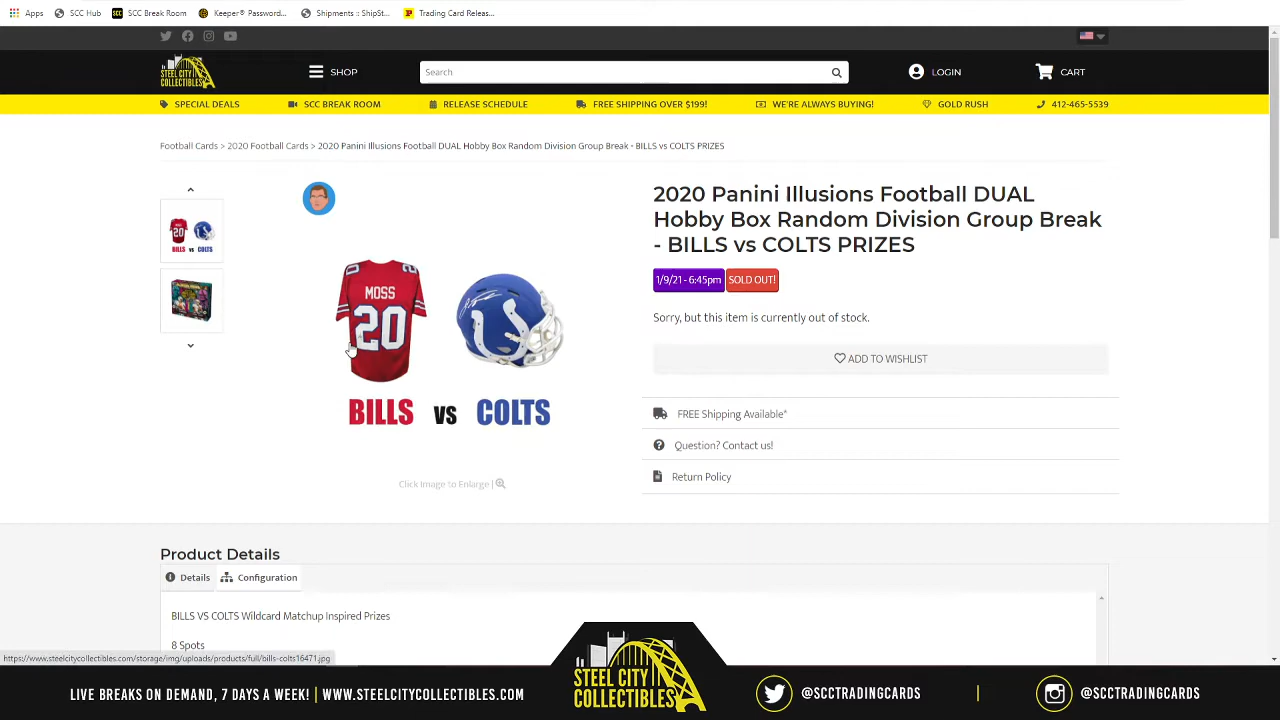 Apps SCC Hub SCC Break Room Keeper® Password... Shipments :: ShipSt... Trading Card Releas...
STEEL CITY COLLECTIBLES
SHOP Search LOGIN CART
SPECIAL DEALS SCC BREAK ROOM RELEASE SCHEDULE FREE SHIPPING OVER $199! WE'RE ALWAYS BUYING! GOLD RUSH 412-465-5539
Football Cards > 2020 Football Cards > 2020 Panini Illusions Football DUAL Hobby Box Random Division Group Break - BILLS vs COLTS PRIZES
2020 Panini Illusions Football DUAL
Hobby Box Random Division Group Break
- BILLS vs COLTS PRIZES
1/9/21 - 6:45pm SOLD OUT!
Sorry, but this item is currently out of stock.
ADD TO WISHLIST
FREE Shipping Available*
Question? Contact us!
Return Policy
BILLS vs COLTS
20
MOSS
20
BILLS vs COLTS
Click Image to Enlarge |
Product Details
Details Configuration
BILLS VS COLTS Wildcard Matchup Inspired Prizes
8 Spots
https://www.steelcitycollectibles.com/storage/img/uploads/products/full/bills-colts16471.jpg
LIVE BREAKS ON DEMAND, 7 DAYS A WEEK! | WWW.STEELCITYCOLLECTIBLES.COM
STEEL CITY
COLLECTIBLES
@SCCTRADINGCARDS | @SCCTRADINGCARDS